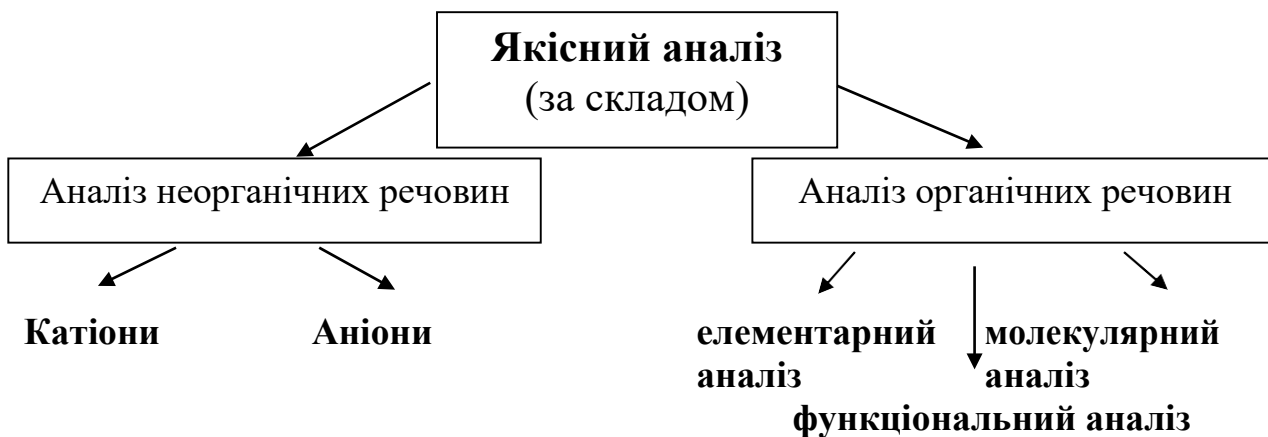 Якісний аналіз
(за складом)
Аналіз неорганічних речовин
Аналіз органічних речовин
Катіони
Аніони
елементарний
аналіз
молекулярний
аналіз
функціональний аналіз